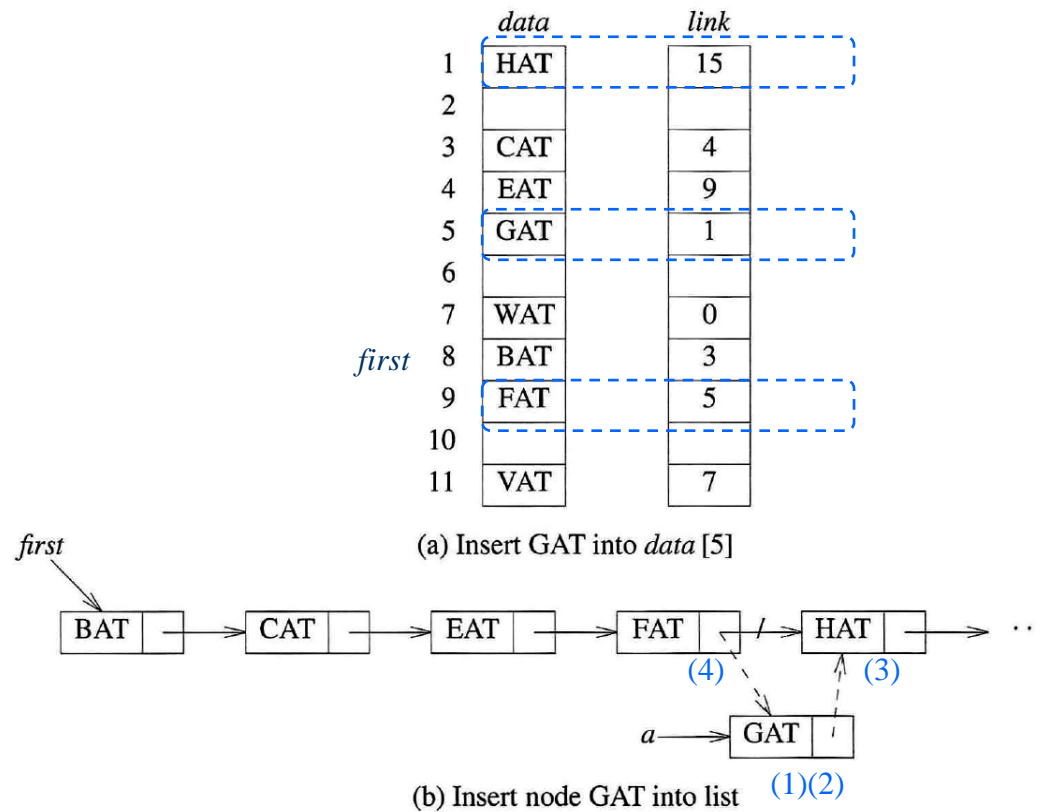 data link
1 HAT 15
2
3 CAT 4
4 EAT 9
5 GAT 1
6
7 WAT 0
first 8 BAT 3
9 FAT 5
10
11 VAT 7
(a) Insert GAT into data [5]
first
BAT CAT EAT FAT HAT ..
(4) (3)
a GAT
(1)(2)
(b) Insert node GAT into list